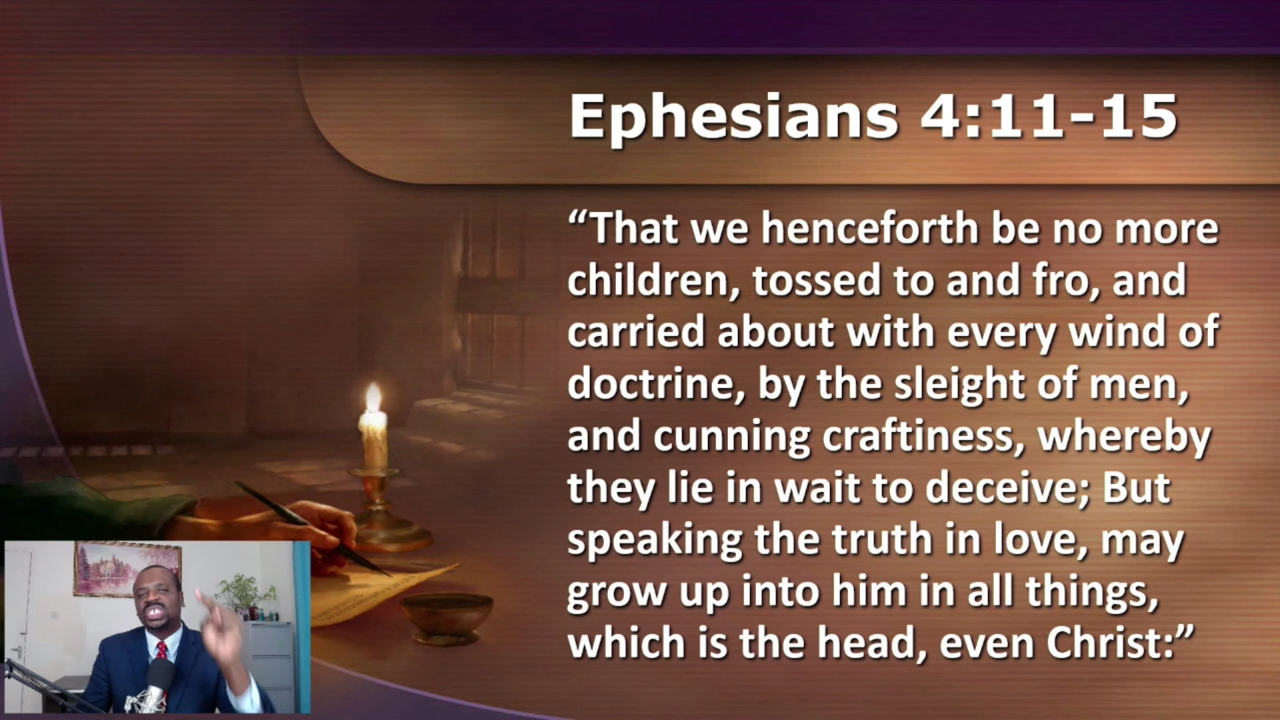 Ephesians 4:11-15
“That we henceforth be no more
children, tossed to and fro, and
carried about with every wind of
doctrine, by the sleight of men,
and cunning craftiness, whereby
they lie in wait to deceive; But
speaking the truth in love, may
grow up into him in all things,
which is the head, even Christ:”